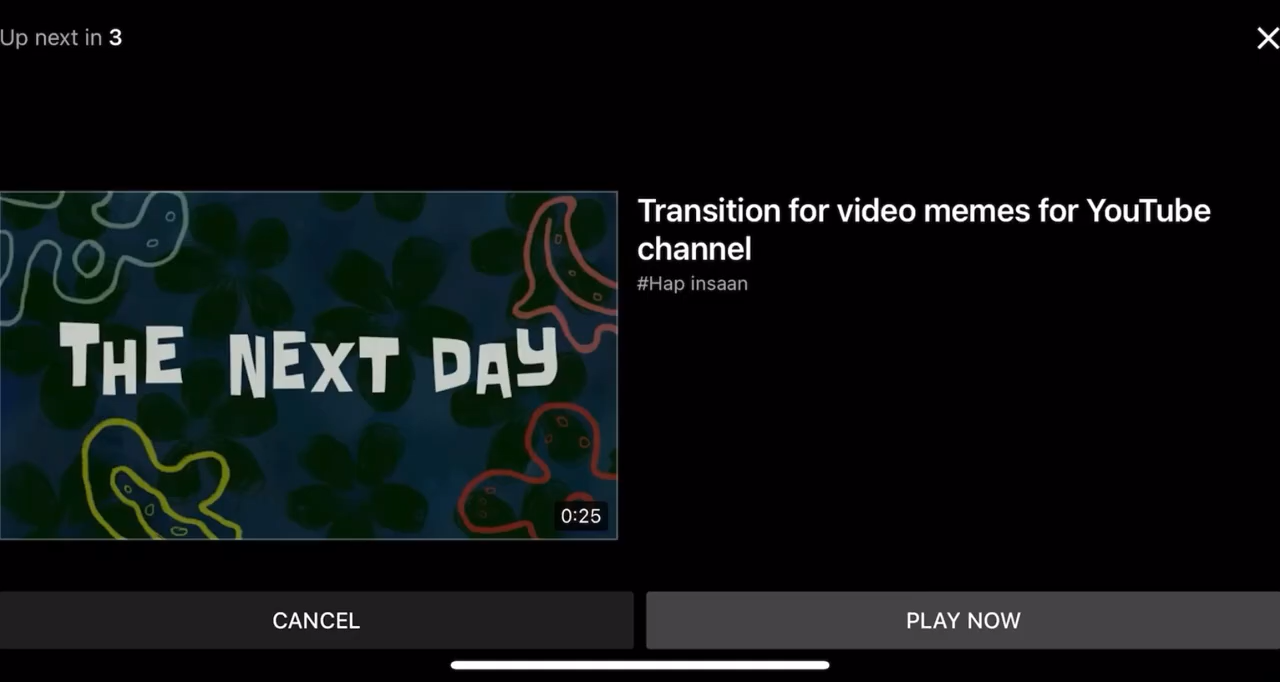 Up next in 3
Transition for video memes for YouTube
channel
#Hap insaan
THE NEXT DAY
0:25
CANCEL
PLAY NOW